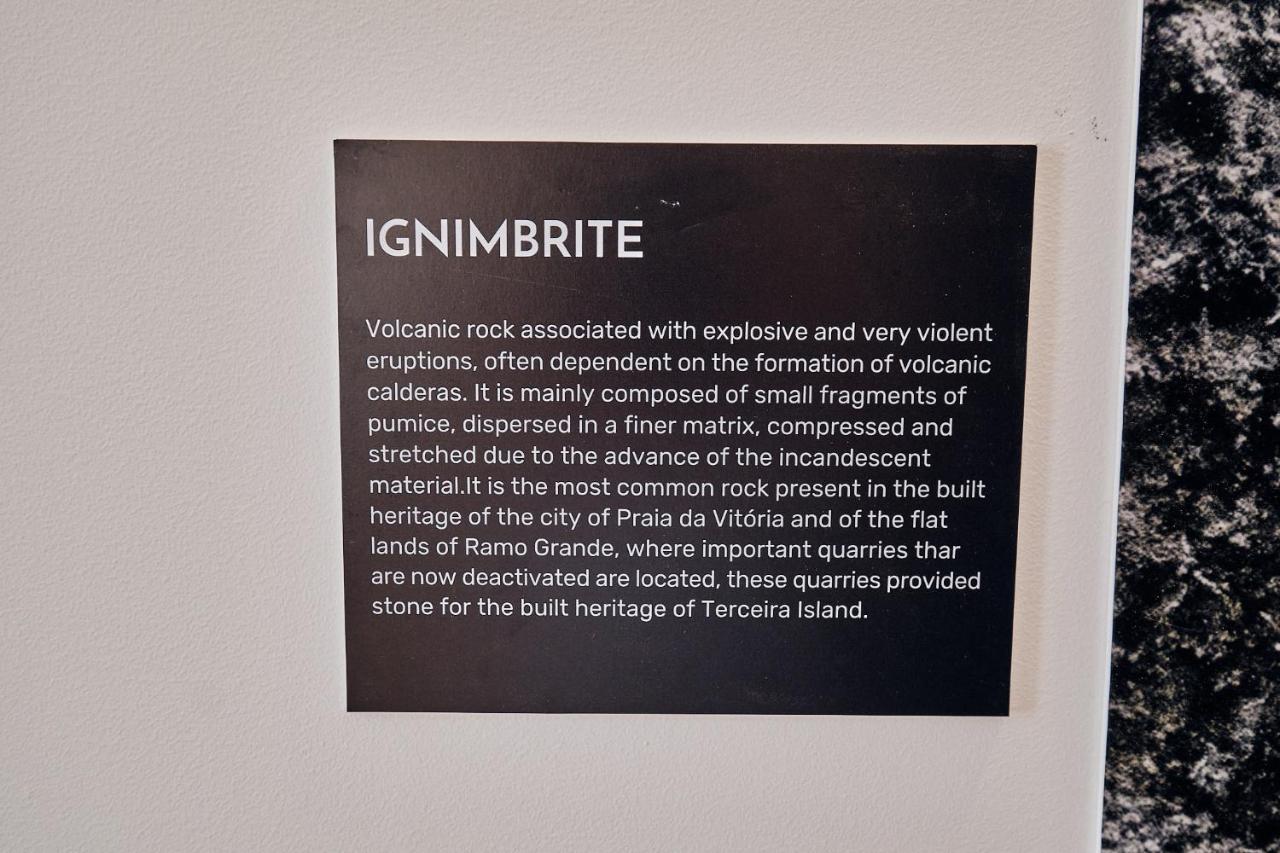 IGNIMBRITE
Volcanic rock associated with explosive and very violent
eruptions, often dependent on the formation of volcanic
calderas. It is mainly composed of small fragments of
pumice, dispersed in a finer matrix, compressed and
stretched due to the advance of the incandescent
material.It is the most common rock present in the built
heritage of the city of Praia da Vitória and of the flat
lands of Ramo Grande, where important quarries thar
are now deactivated are located, these quarries provided
stone for the built heritage of Terceira Island.